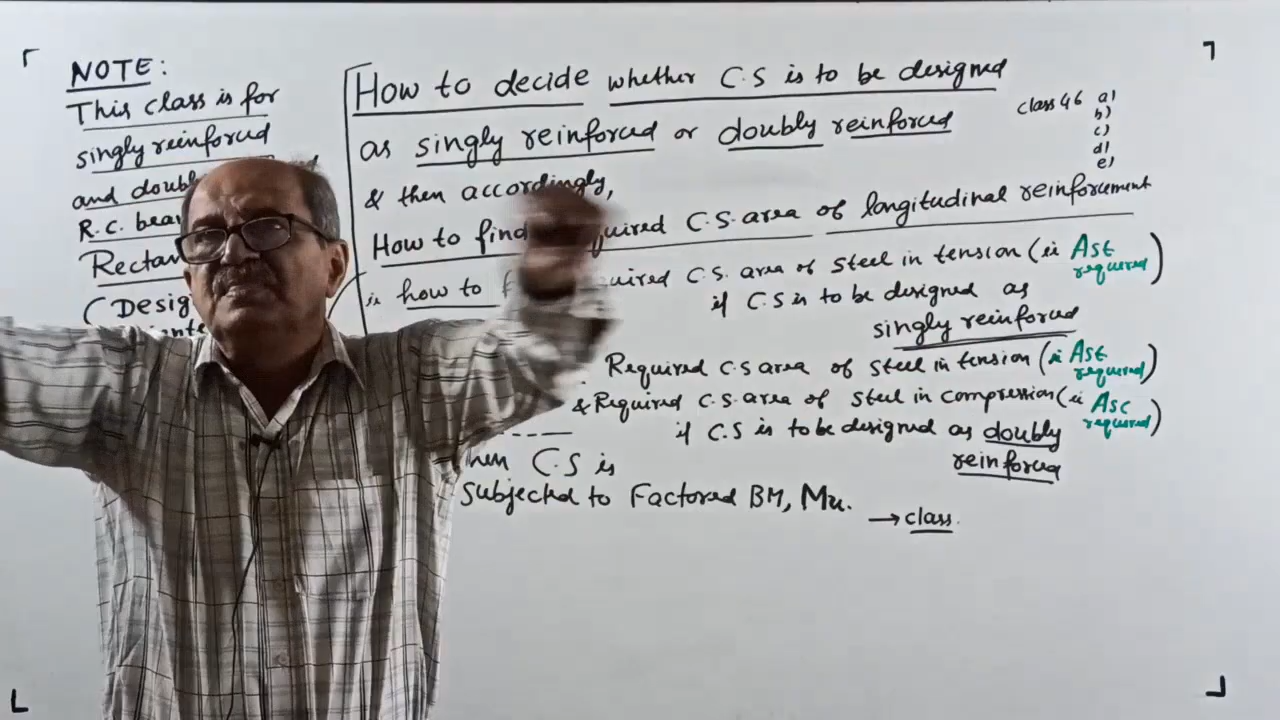 NOTE:
This class is for
singly reinforced
and doub
R.C. bea
Rectan
(Desig
How to decide whether C.S is to be designed
as singly reinforced or doubly reinforced
& then accordingly,
How to find quired C.S. area of longitudinal reinforcement
is how to f quired C.S. area of steel in tension (ie Ast required)
if C.S is to be designed as
singly reinforced
Required C.S area of steel in tension (ie Ast required)
& Required C.S. area of steel in compression (ie Asc required)
if C.S is to be designed as doubly
reinforced
hen C.S is
subjected to Factored BM, Mu.
→ class.
class 46 a)
b)
c)
d)
e)